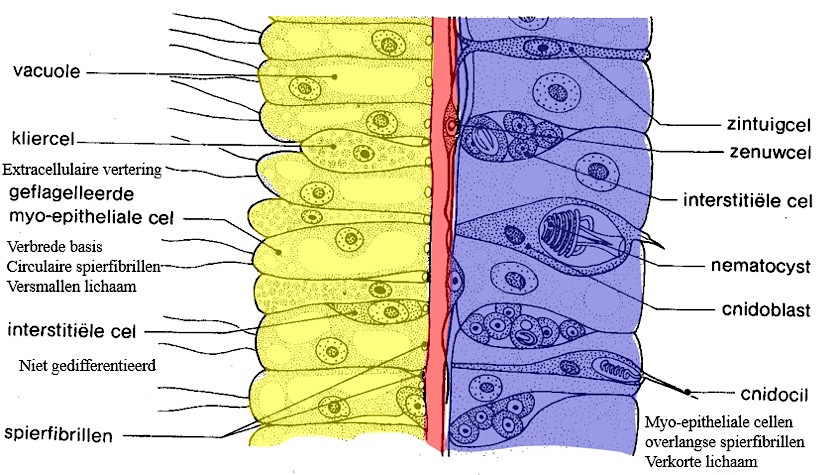 vacuole
kliercel
Extracellulaire vertering
geflagelleerde
myo-epitheliale cel
Verbrede basis
Circulaire spierfibrillen
Versmallen lichaam
interstitiële cel
Niet gedifferentieerd
spierfibrillen
zintuigcel
zenuwcel
interstitiële cel
nematocyst
cnidoblast
cnidocil
Myo-epitheliale cellen
overlangse spierfibrillen
Verkorte lichaam